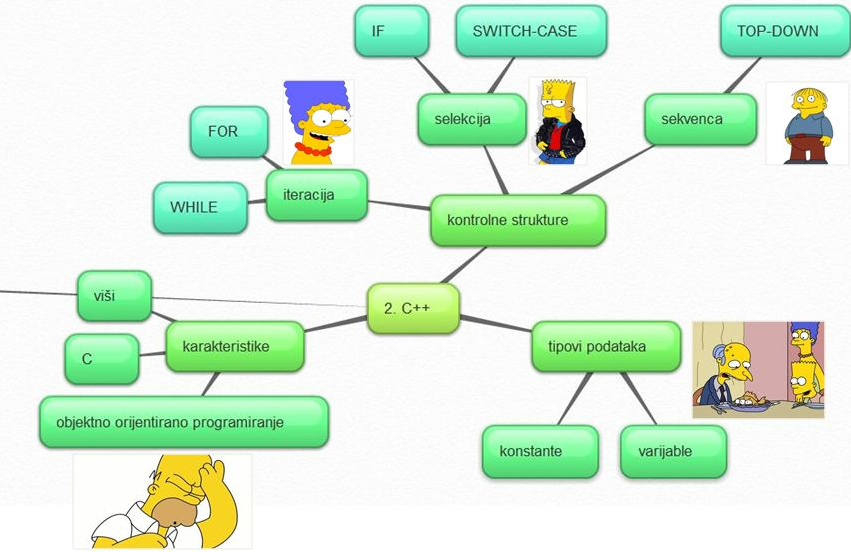 IF
SWITCH-CASE
TOP-DOWN
selekcija
sekvenca
FOR
iteracija
WHILE
kontrolne strukture
viši
2. C++
karakteristike
tipovi podataka
C
objektno orijentirano programiranje
konstante
varijable